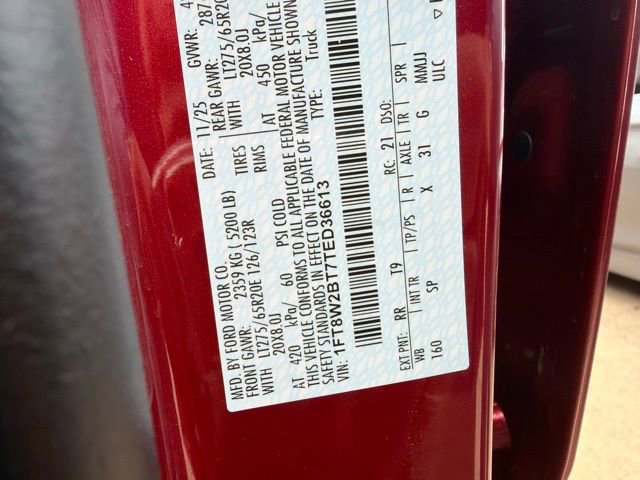 MFD. BY FORD MOTOR CO. DATE: 11/25 GVWR:
FRONT GAWR: 2359 KG ( 5200 LB) REAR GAWR: 287
WITH LT275/65R20E 126/123R TIRES WITH LT275/65R20
20X8.0J RIMS 20X8.0J
AT 420 kPa/ 60 PSI COLD AT 450 kPa/
THIS VEHICLE CONFORMS TO ALL APPLICABLE FEDERAL MOTOR VEHICLE
SAFETY STANDARDS IN EFFECT ON THE DATE OF MANUFACTURE SHOWN
VIN: 1FT8W2BT7TED36613 TYPE: Truck
EXT PNT: RR T9 RC: 21 DSO:
WB INT TR TP/PS R AXLE TR SPR
160 SP X 31 G MMJJ
ULC